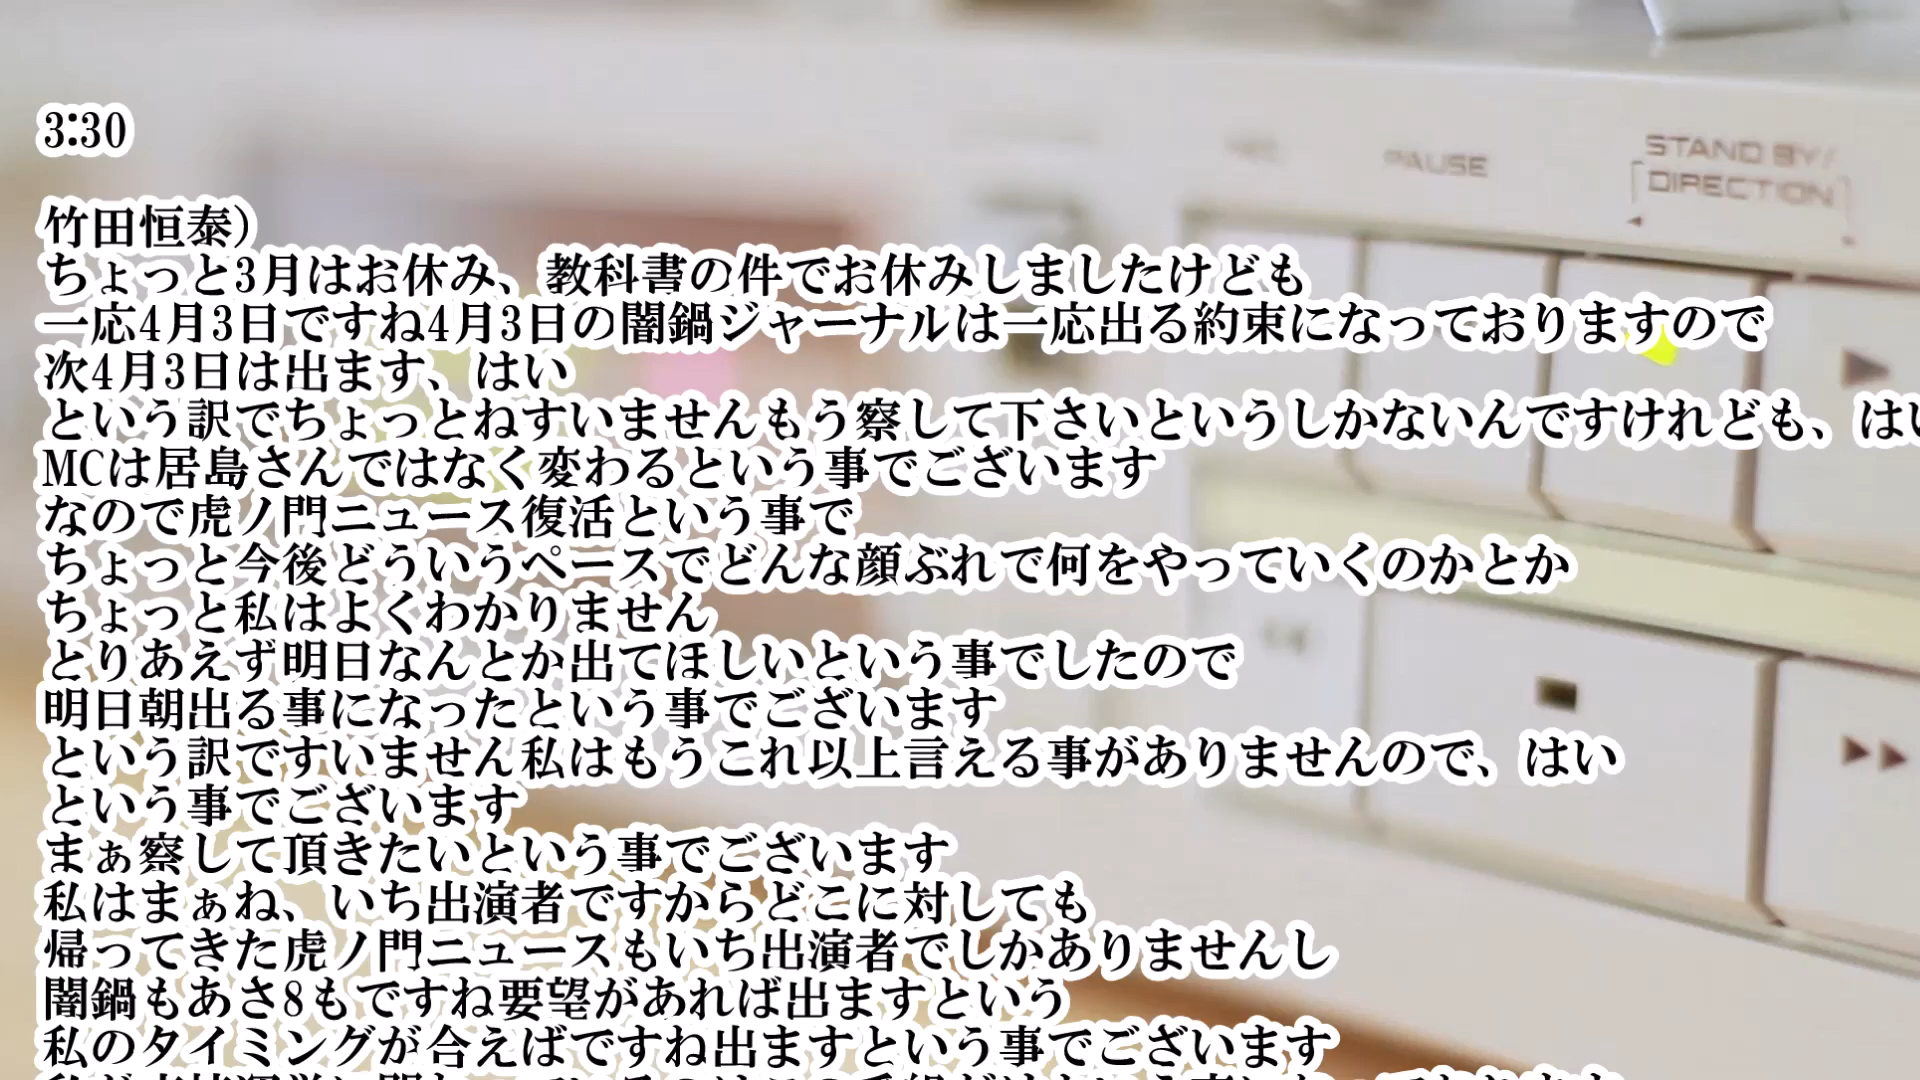 3:30
PAUSE
STAND BY/
DIRECTION
竹田恒泰）
ちょっと3月はお休み、教科書の件でお休みしましたけども
一応4月3日ですね4月3日の闇鍋ジャーナルは一応出る約束になっておりますので
次4月3日は出ます、はい
という訳でちょっとねすいませんもう察して下さいというしかないんですけれども、はい
MCは居島さんではなく変わるという事でございます
なので虎ノ門ニュース復活という事で
ちょっと今後どういうペースでどんな顔ぶれで何をやっていくのかとか
ちょっと私はよくわかりません
とりあえず明日なんとか出てほしいという事でしたので
明日朝出る事になったという事でございます
という訳ですいません私はもうこれ以上言える事がありませんので、はい
という事でございます
まぁ察して頂きたいという事でございます
私はまぁね、いち出演者ですからどこに対しても
帰ってきた虎ノ門ニュースもいち出演者でしかありませんし
闇鍋もあさ8もですね要望があれば出ますという
私のタイミングが合えばですね出ますという事でございます